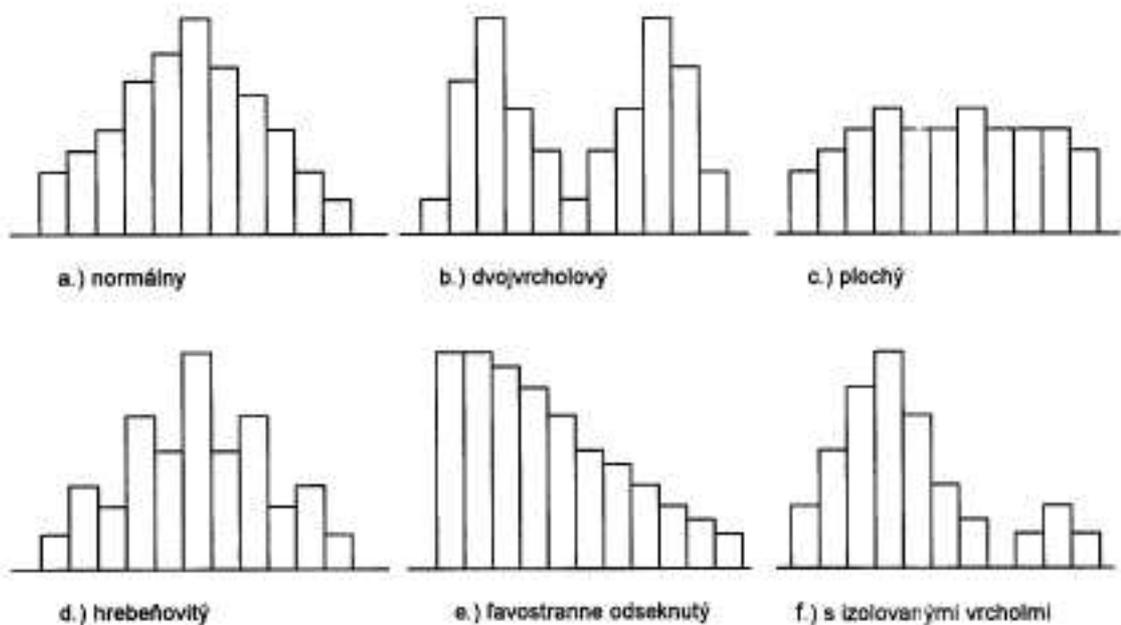 a.) normálny
b.) dvojvrcholový
c.) plochý
d.) hrebeňovitý
e.) ľavostranne odseknutý
f.) s izolovanými vrcholmi